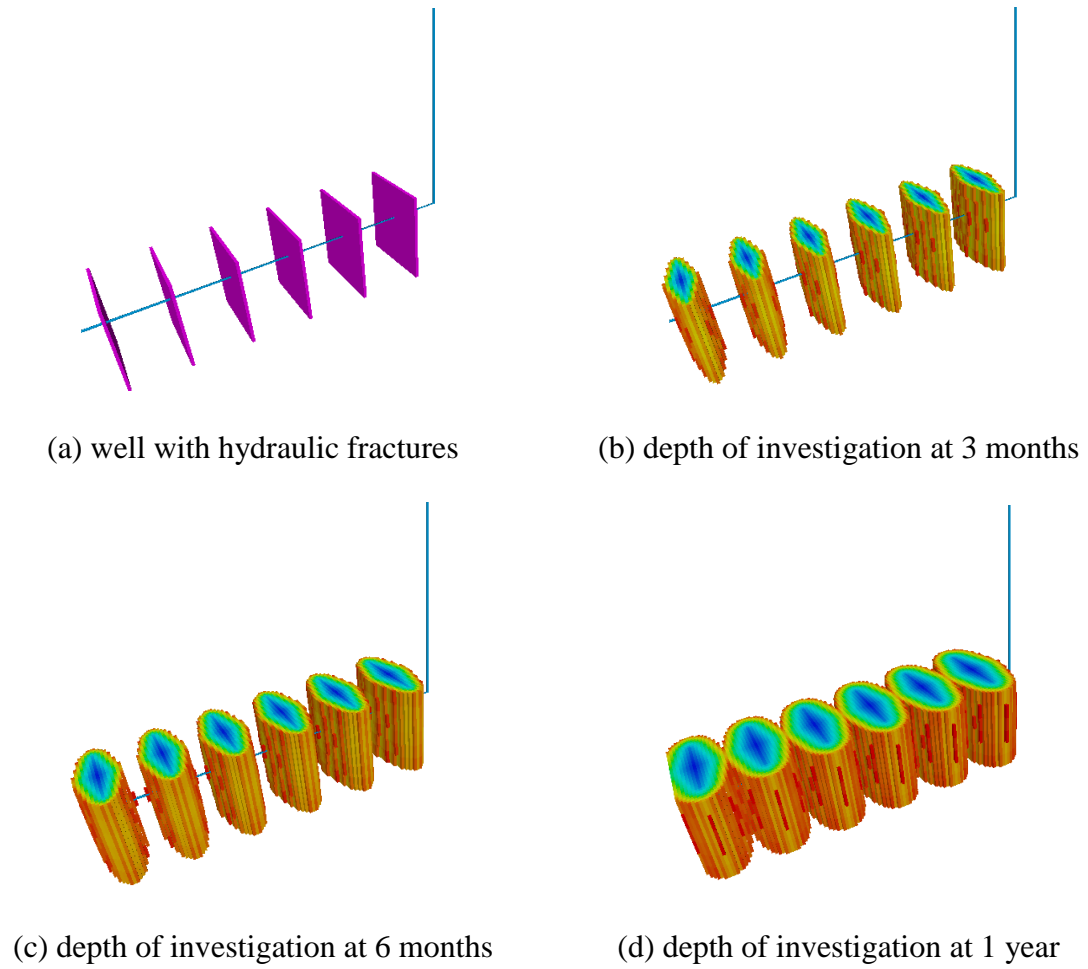 (a) well with hydraulic fractures
(b) depth of investigation at 3 months
(c) depth of investigation at 6 months
(d) depth of investigation at 1 year